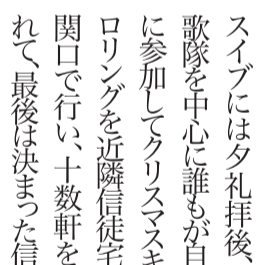 スイブには夕礼拝後、
歌隊を中心に誰もが自
に参加してクリスマスキ
ロリングを近隣信徒宅
関口で行い、十数軒を
れて、最後は決まった信